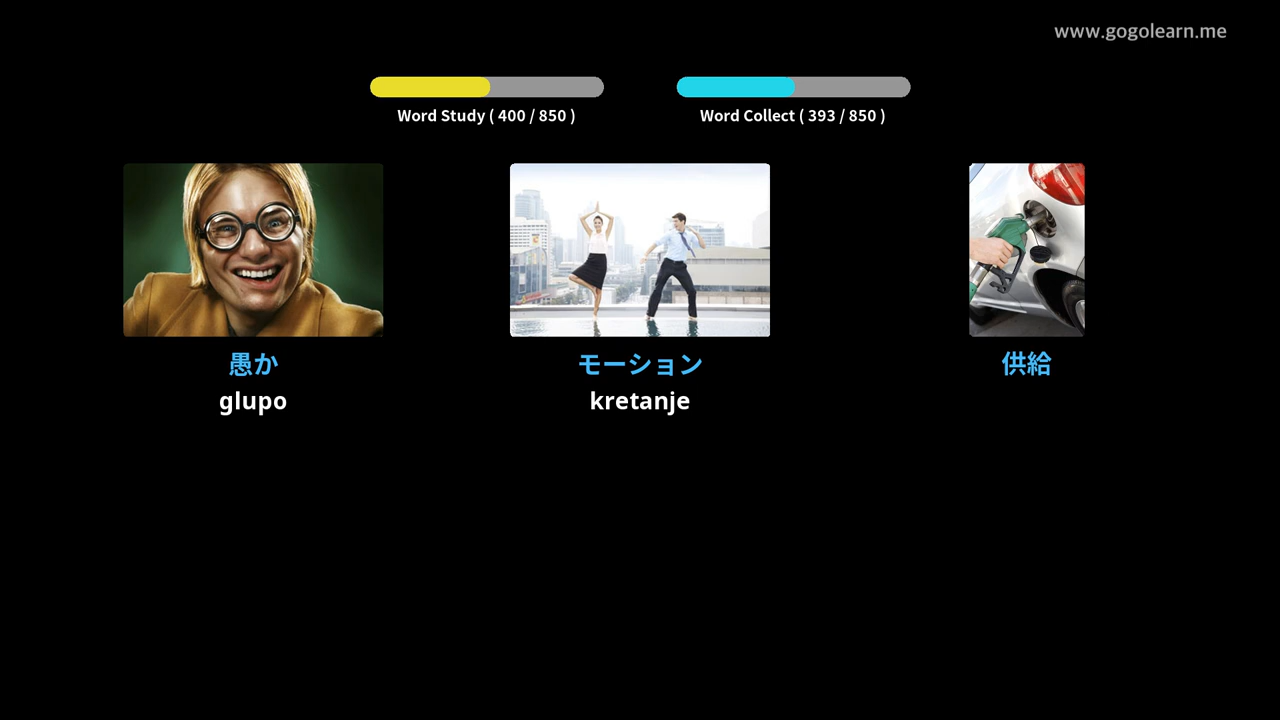 www.gogolearn.me
Word Study ( 400 / 850 )
Word Collect ( 393 / 850 )
愚か
glupo
モーション
kretanje
供給